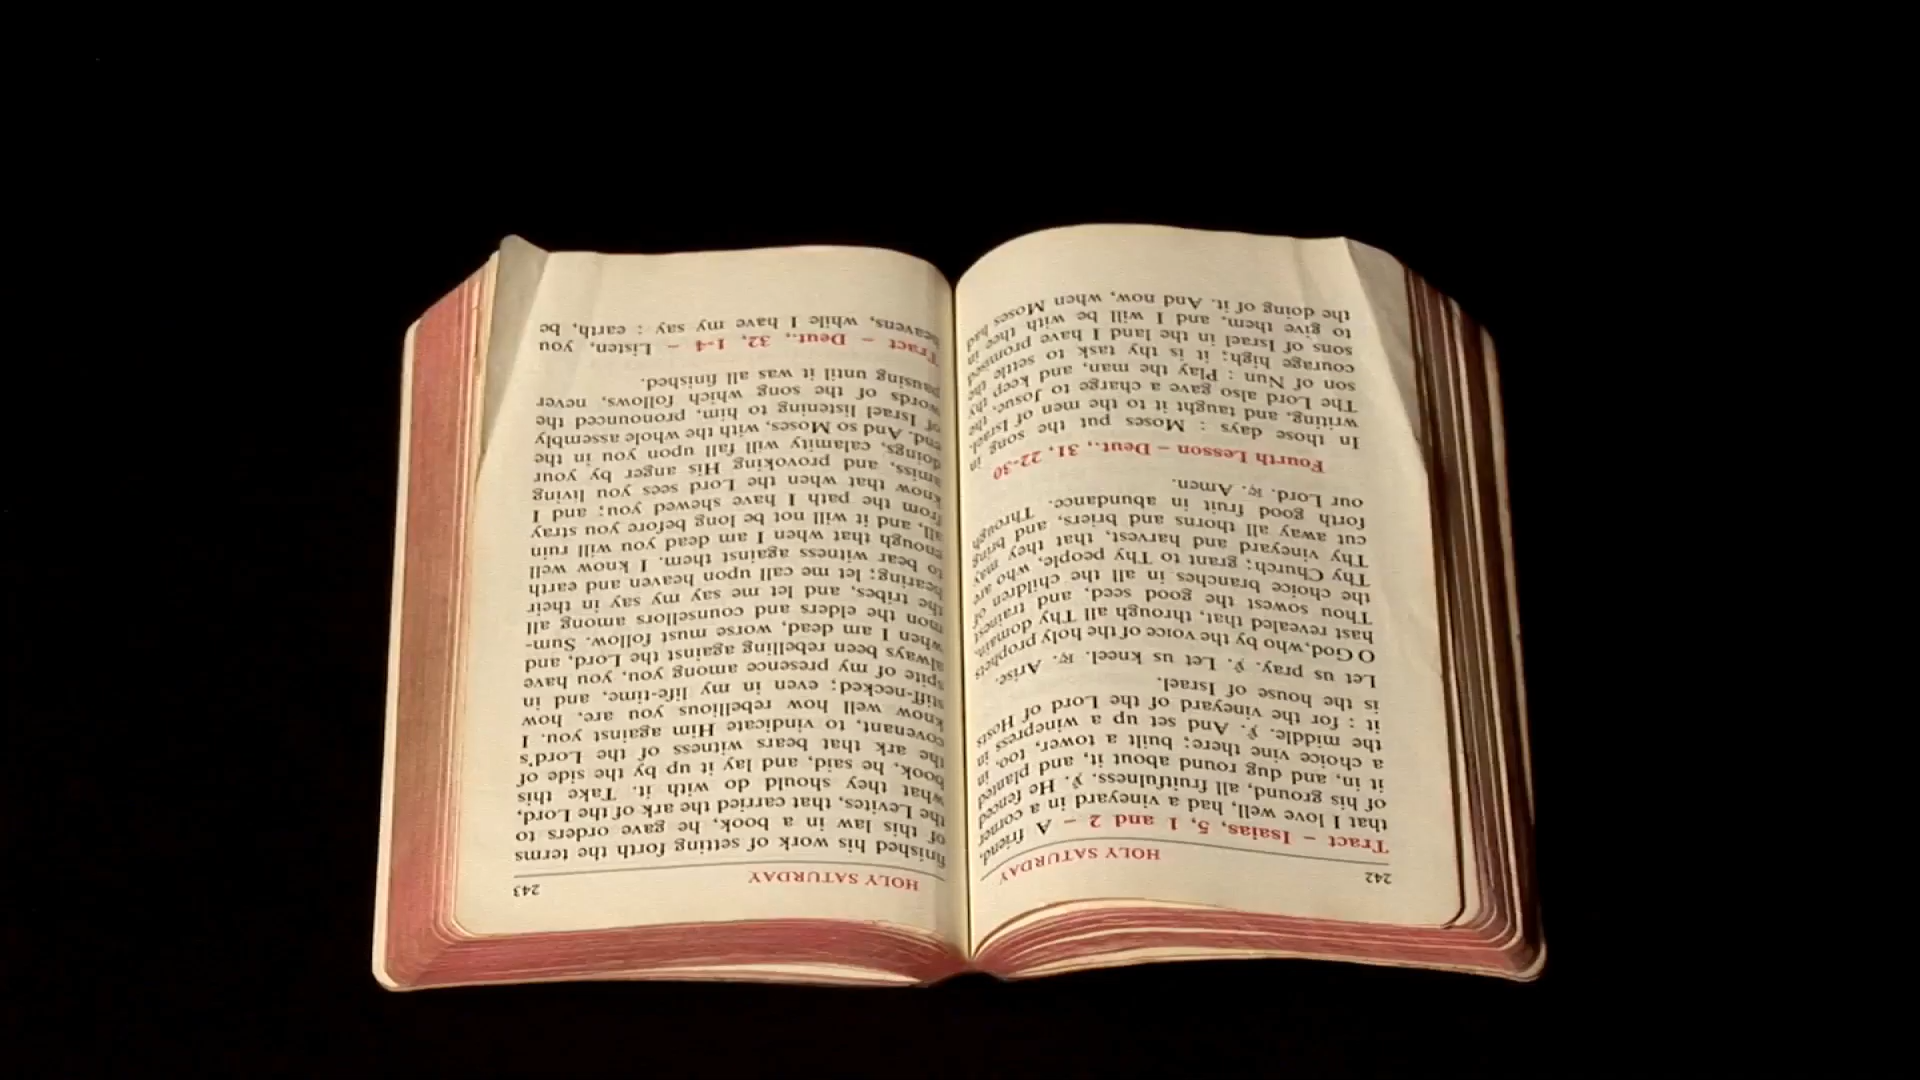 242 HOLY SATURDAY
Tract – Isaias, 5, 1 and 2 – A friend,
that I love well, had a vineyard in a corner
of his ground, all fruitfulness. ℣. He fenced
it in, and dug round about it, and planted
a choice vine there; built a tower, too, in
the middle. ℣. And set up a winepress in
it : for the vineyard of the Lord of Hosts
is the house of Israel.
Let us pray. ℣. Let us kneel. ℟. Arise.
O God, who by the voice of the holy prophets
hast revealed that, through all Thy domain,
Thou sowest the good seed, and trainest
the choice branches in all the children of
Thy Church; grant to Thy people, who are
Thy vineyard and harvest, that they may
cut away all thorns and briers, and bring
forth good fruit in abundance. Through
our Lord. ℟. Amen.
Fourth Lesson – Deut., 31, 22-30
In those days : Moses put the song in
writing, and taught it to the men of Israel.
The Lord also gave a charge to Josue, the
son of Nun : Play the man, and keep thy
courage high; it is thy task to settle the
sons of Israel in the land I have promised
to give them, and I will be with thee in
the doing of it. And now, when Moses had
HOLY SATURDAY 243
finished his work of setting forth the terms
of this law in a book, he gave orders to
the Levites, that carried the ark of the Lord,
what they should do with it. Take this
book, he said, and lay it up by the side of
the ark that bears witness of the Lord's
covenant, to vindicate Him against you. I
know well how rebellious you are, how
stiff-necked; even in my life-time, and in
spite of my presence among you, you have
always been rebelling against the Lord, and
when I am dead, worse must follow. Sum-
mon the elders and counsellors among all
the tribes, and let me say my say in their
hearing; let me call upon heaven and earth
to bear witness against them. I know well
enough that when I am dead you will ruin
all, and it will not be long before you stray
from the path I have shewed you; and I
know that when the Lord sees you living
amiss, and provoking His anger by your
doings, calamity will fall upon you in the
end. And so Moses, with the whole assembly
of Israel listening to him, pronounced the
words of the song which follows, never
pausing until it was all finished.
Tract – Deut., 32, 1-4 – Listen, you
heavens, while I have my say : earth, be